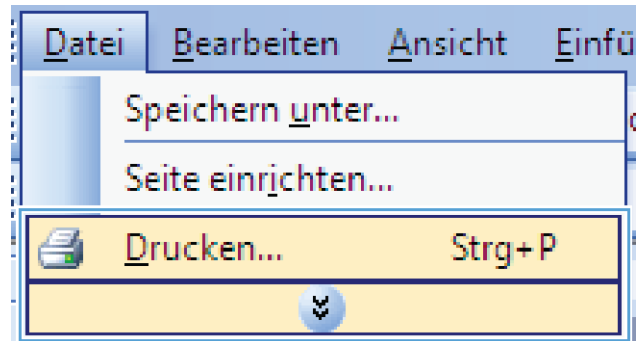 Datei Bearbeiten Ansicht Einfü
Speichern unter...
Seite einrichten...
Drucken... Strg+P